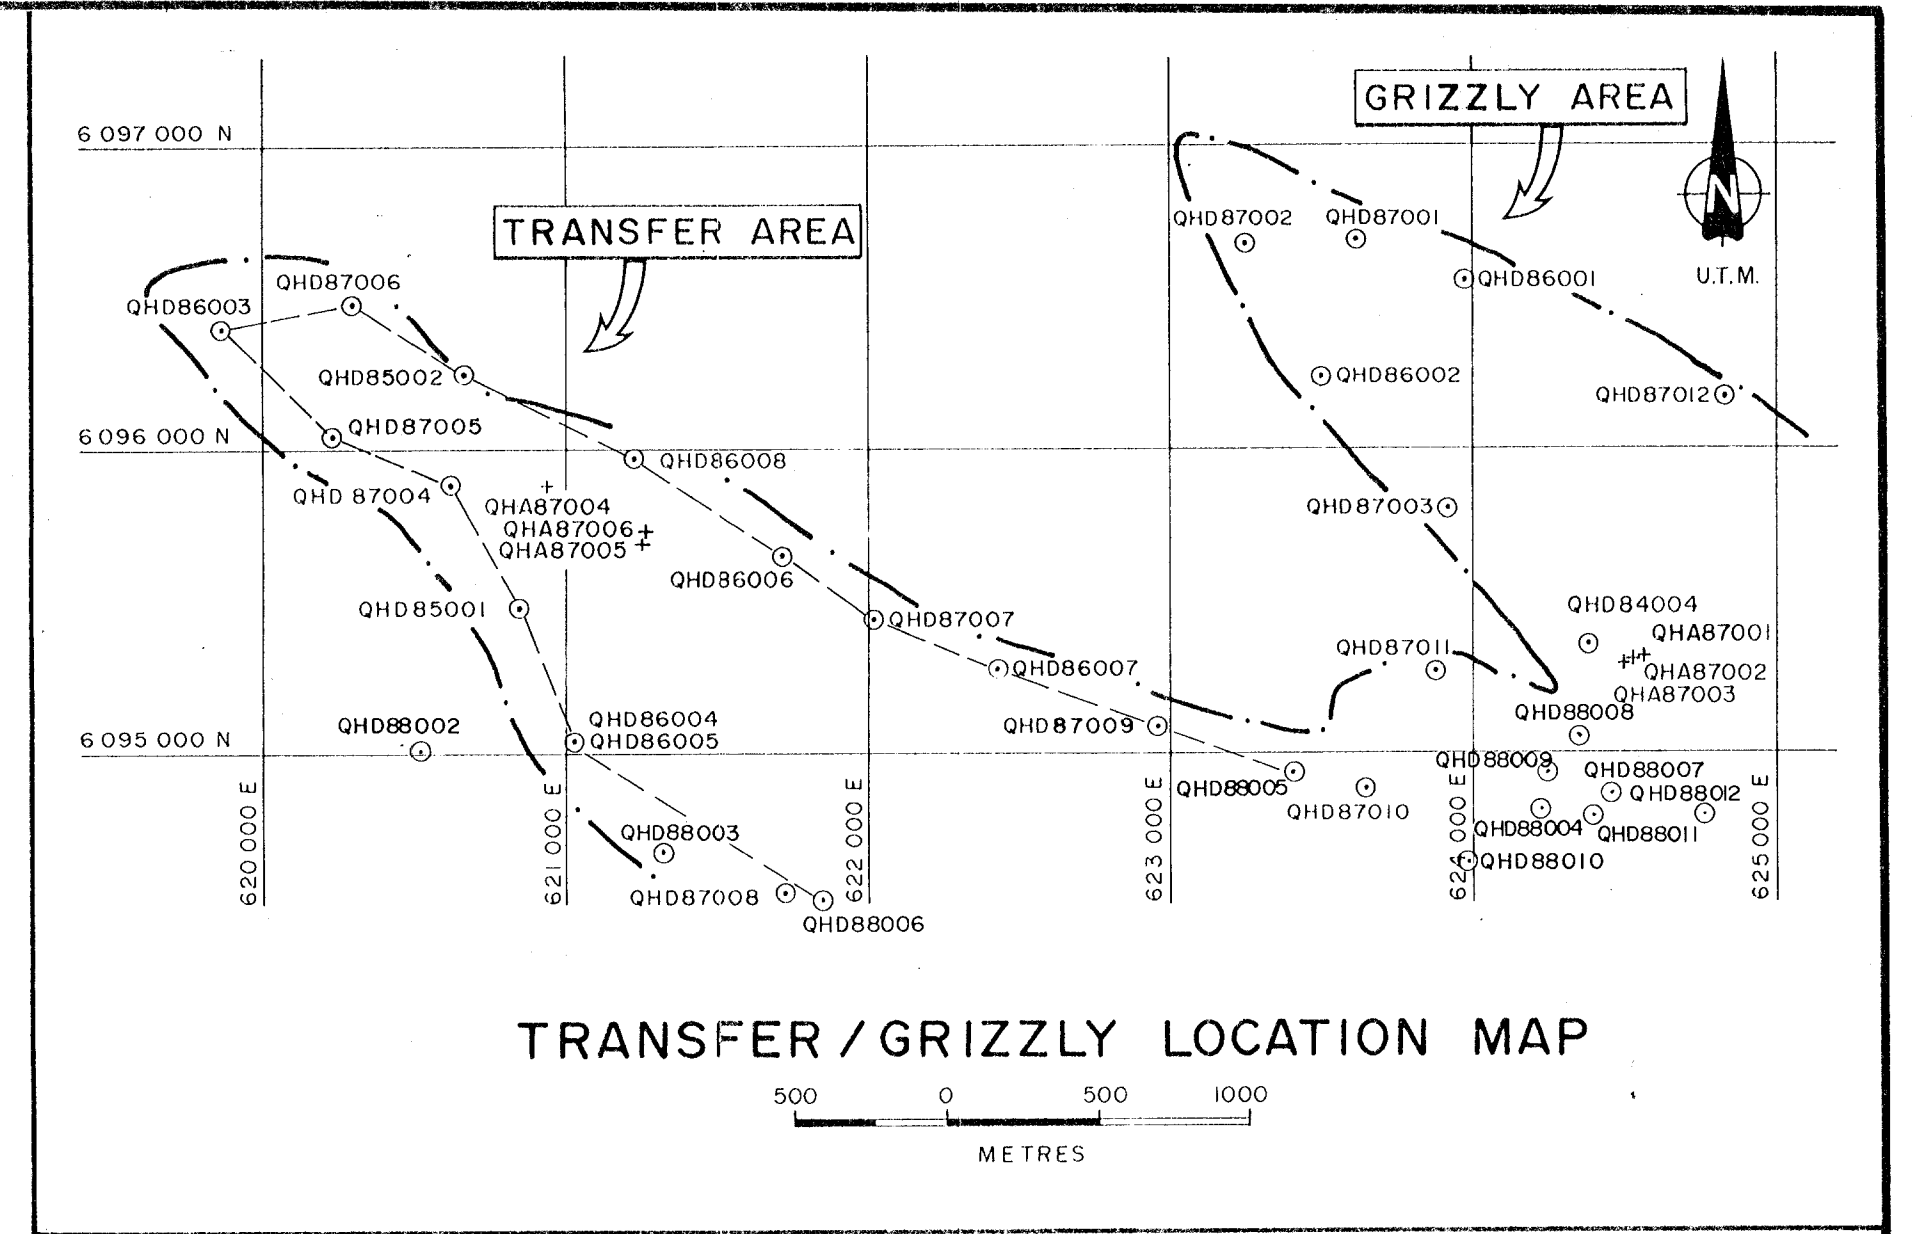 GRIZZLY AREA
6 097 000 N
N
QHD87002
QHD87001
TRANSFER AREA
U.T.M.
QHD86001
QHD87006
QHD86003
QHD85002
QHD86002
QHD87012
QHD87005
6 096 000 N
QHD86008
QHD 87004
QHA87004
QHD87003
QHA87006
QHA87005
QHD86006
QHD85001
QHD84004
QHD87007
QHA87001
QHD87011
QHD86007
QHA87002
QHA87003
QHD88008
QHD86004
QHD88002
QHD87009
6 095 000 N
QHD86005
QHD88009
QHD88007
QHD88005
QHD88012
QHD87010
QHD88003
QHD88004
QHD88011
QHD88010
620 000 E
621 000 E
622 000 E
623 000 E
624 000 E
625 000 E
QHD87008
QHD88006
TRANSFER / GRIZZLY LOCATION MAP
500 0 500 1000
METRES